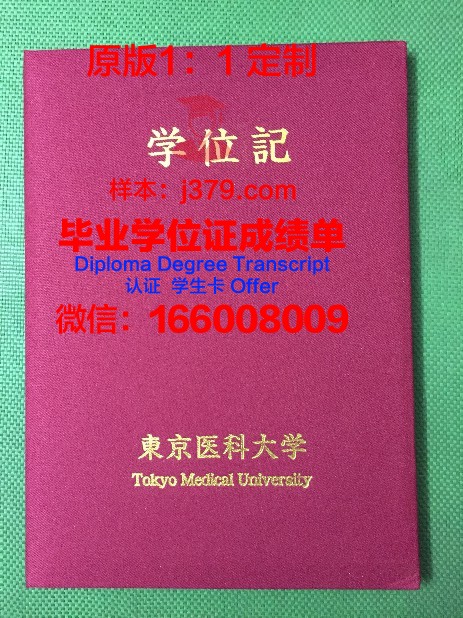 原版1：1 定制
学位記
样本：j379.com
毕业学位证成绩单
Diploma Degree Transcript
认证 学生卡 Offer
微信：166008009
東京医科大学
Tokyo Medical University